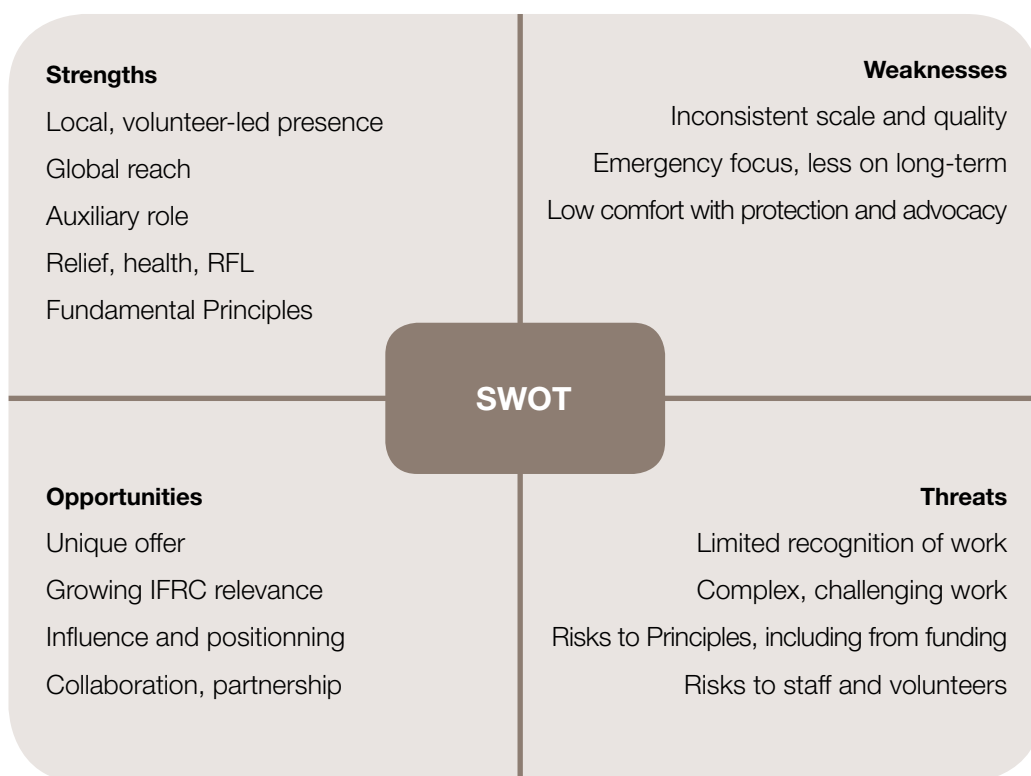 Strengths
Local, volunteer-led presence
Global reach
Auxiliary role
Relief, health, RFL
Fundamental Principles
Weaknesses
Inconsistent scale and quality
Emergency focus, less on long-term
Low comfort with protection and advocacy
SWOT
Opportunities
Unique offer
Growing IFRC relevance
Influence and positionning
Collaboration, partnership
Threats
Limited recognition of work
Complex, challenging work
Risks to Principles, including from funding
Risks to staff and volunteers